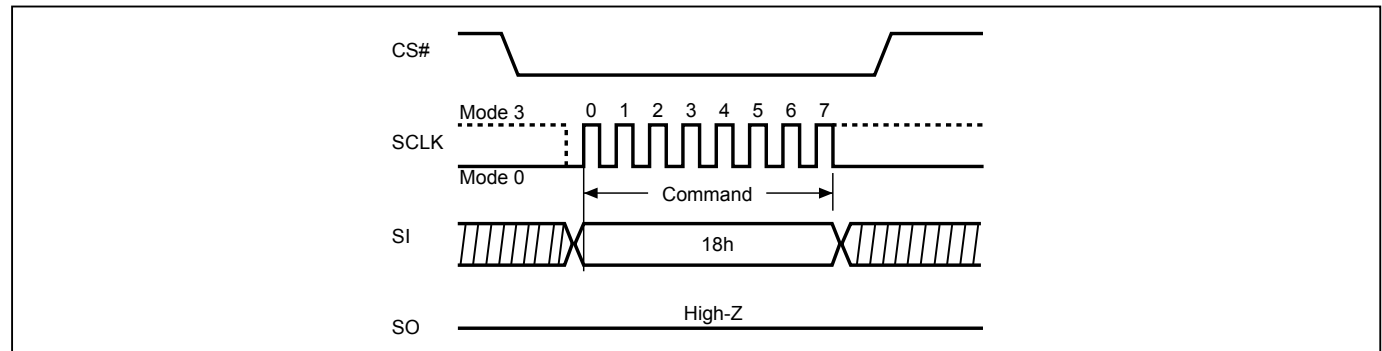 CS#
Mode 3
0 1 2 3 4 5 6 7
SCLK
Mode 0
Command
SI
18h
High-Z
SO